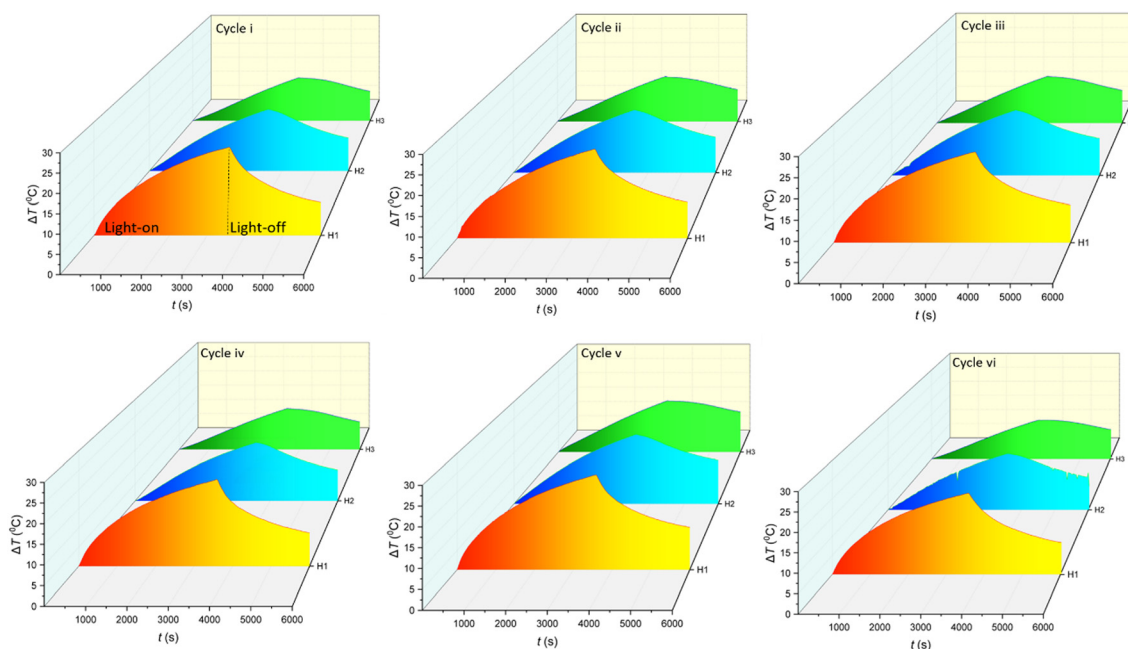 Cycle i
30
25
20
15
10
5
0
ΔT (⁰C)
Light-on
Light-off
H1
H2
H3
1000 2000 3000 4000 5000 6000
t (s)
Cycle ii
30
25
20
15
10
5
0
ΔT (⁰C)
H1
H2
H3
1000 2000 3000 4000 5000 6000
t (s)
Cycle iii
30
25
20
15
10
5
0
ΔT (⁰C)
H1
H2
1000 2000 3000 4000 5000 6000
t (s)
Cycle iv
30
25
20
15
10
5
0
ΔT (⁰C)
H1
H2
H3
1000 2000 3000 4000 5000 6000
t (s)
Cycle v
30
25
20
15
10
5
0
ΔT (⁰C)
H1
H2
H3
1000 2000 3000 4000 5000 6000
t (s)
Cycle vi
30
25
20
15
10
5
0
ΔT (⁰C)
H1
H2
H3
1000 2000 3000 4000 5000 6000
t (s)